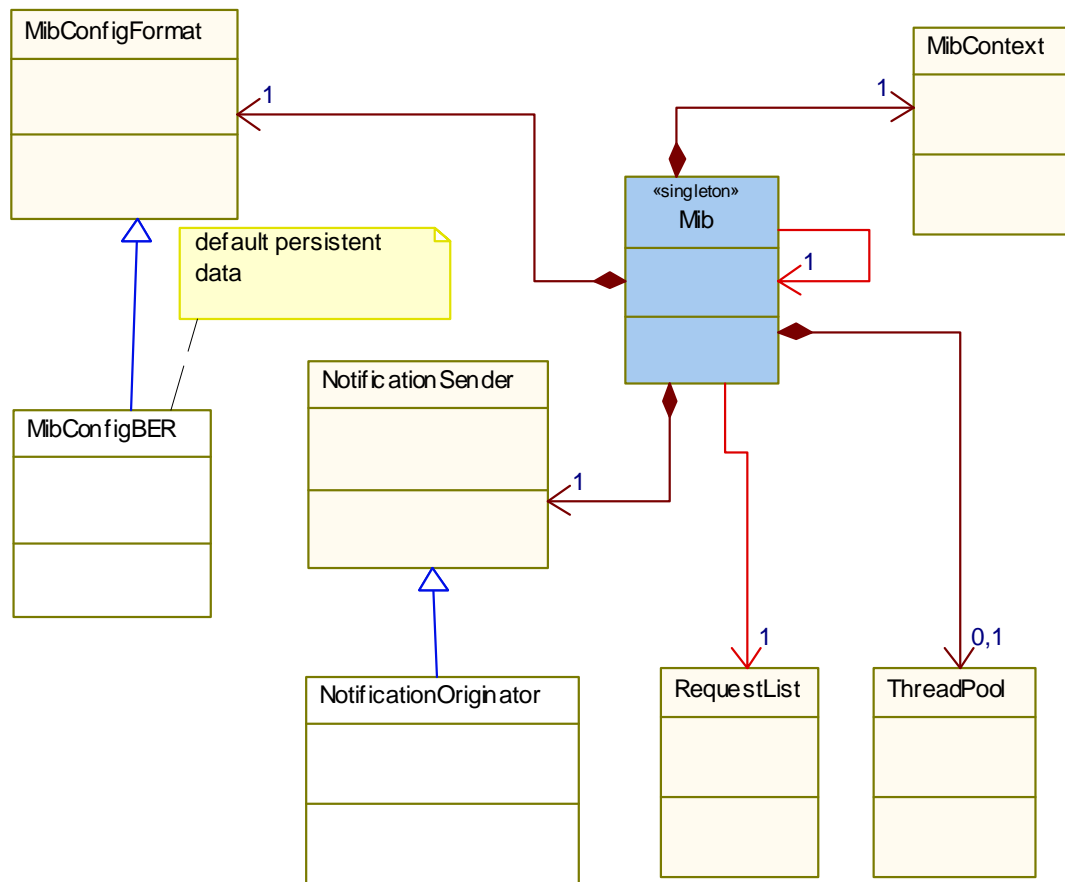 MibConfigFormat
MibContext
1
1
«singleton»
Mib
default persistent
data
1
NotificationSender
MibConfigBER
1
1
0,1
NotificationOriginator
RequestList
ThreadPool